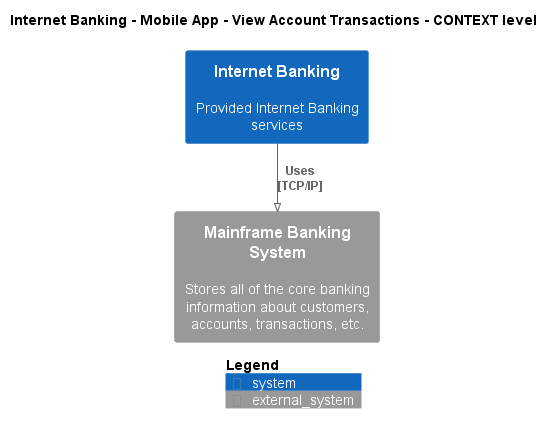 Internet Banking - Mobile App - View Account Transactions - CONTEXT level
Internet Banking
Provided Internet Banking
services
Uses
[TCP/IP]
Mainframe Banking
System
Stores all of the core banking
information about customers,
accounts, transactions, etc.
Legend
system
external_system